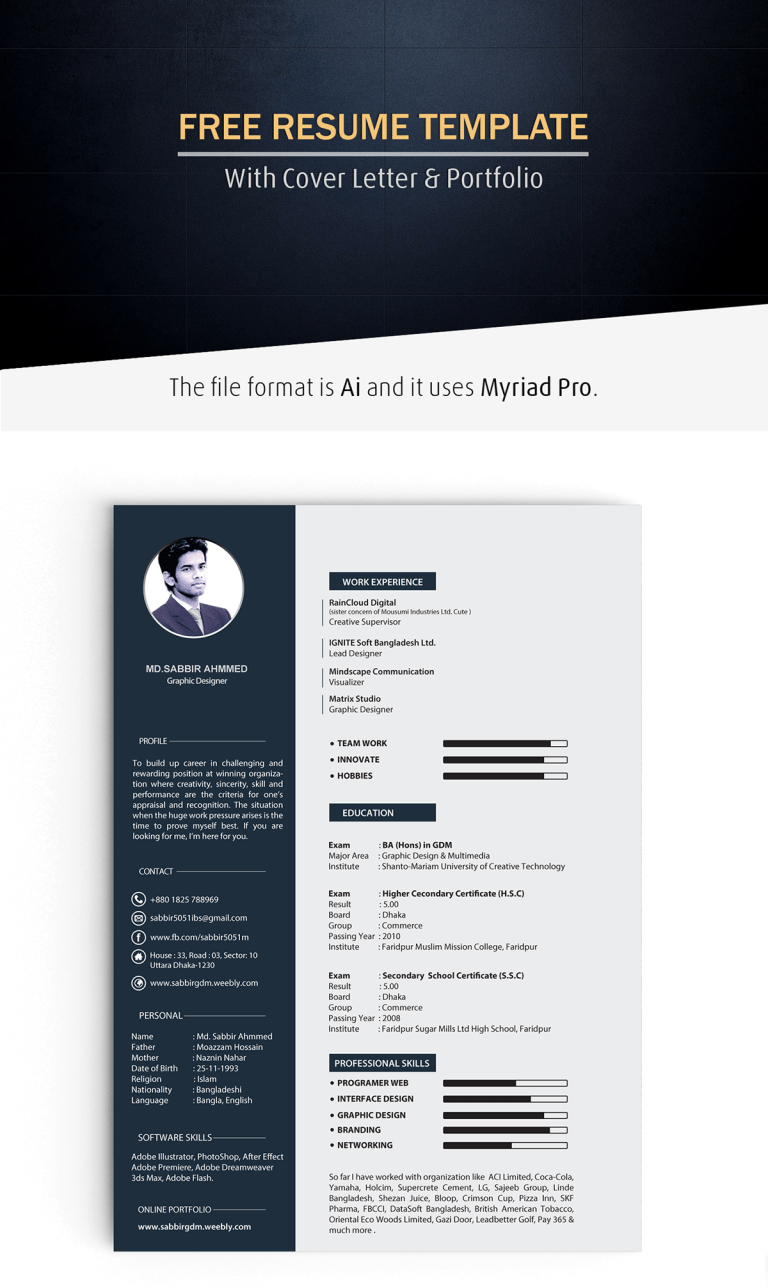 FREE RESUME TEMPLATE
With Cover Letter & Portfolio
The file format is Ai and it uses Myriad Pro.
MD.SABBIR AHMMED
Graphic Designer
PROFILE
To build up career in challenging and
rewarding position at winning organiza-
tion where creativity, sincerity, skill and
performance are the criteria for one's
appraisal and recognition. The situation
when the huge work pressure arises is the
time to prove myself best. If you are
looking for me, I'm here for you.
CONTACT
+880 1825 788969
sabbir5051ibs@gmail.com
www.fb.com/sabbir5051m
House : 33, Road : 03, Sector: 10
Uttara Dhaka-1230
www.sabbirgdm.weebly.com
PERSONAL
Name : Md. Sabbir Ahmmed
Father : Moazzam Hossain
Mother : Naznin Nahar
Date of Birth : 25-11-1993
Religion : Islam
Nationality : Bangladeshi
Language : Bangla, English
SOFTWARE SKILLS
Adobe Illustrator, PhotoShop, After Effect
Adobe Premiere, Adobe Dreamweaver
3ds Max, Adobe Flash.
ONLINE PORTFOLIO
www.sabbirgdm.weebly.com
WORK EXPERIENCE
RainCloud Digital
(sister concern of Mousumi Industries Ltd. Cute )
Creative Supervisor
IGNITE Soft Bangladesh Ltd.
Lead Designer
Mindscape Communication
Visualizer
Matrix Studio
Graphic Designer
• TEAM WORK
• INNOVATE
• HOBBIES
EDUCATION
Exam : BA (Hons) in GDM
Major Area : Graphic Design & Multimedia
Institute : Shanto-Mariam University of Creative Technology
Exam : Higher Cecondary Certificate (H.S.C)
Result : 5.00
Board : Dhaka
Group : Commerce
Passing Year : 2010
Institute : Faridpur Muslim Mission College, Faridpur
Exam : Secondary School Certificate (S.S.C)
Result : 5.00
Board : Dhaka
Group : Commerce
Passing Year : 2008
Institute : Faridpur Sugar Mills Ltd High School, Faridpur
PROFESSIONAL SKILLS
• PROGRAMER WEB
• INTERFACE DESIGN
• GRAPHIC DESIGN
• BRANDING
• NETWORKING
So far I have worked with organization like ACI Limited, Coca-Cola,
Yamaha, Holcim, Supercrete Cement, LG, Sajeeb Group, Linde
Bangladesh, Shezan Juice, Bloop, Crimson Cup, Pizza Inn, SKF
Pharma, FBCCI, DataSoft Bangladesh, British American Tobacco,
Oriental Eco Woods Limited, Gazi Door, Leadbetter Golf, Pay 365 &
much more .